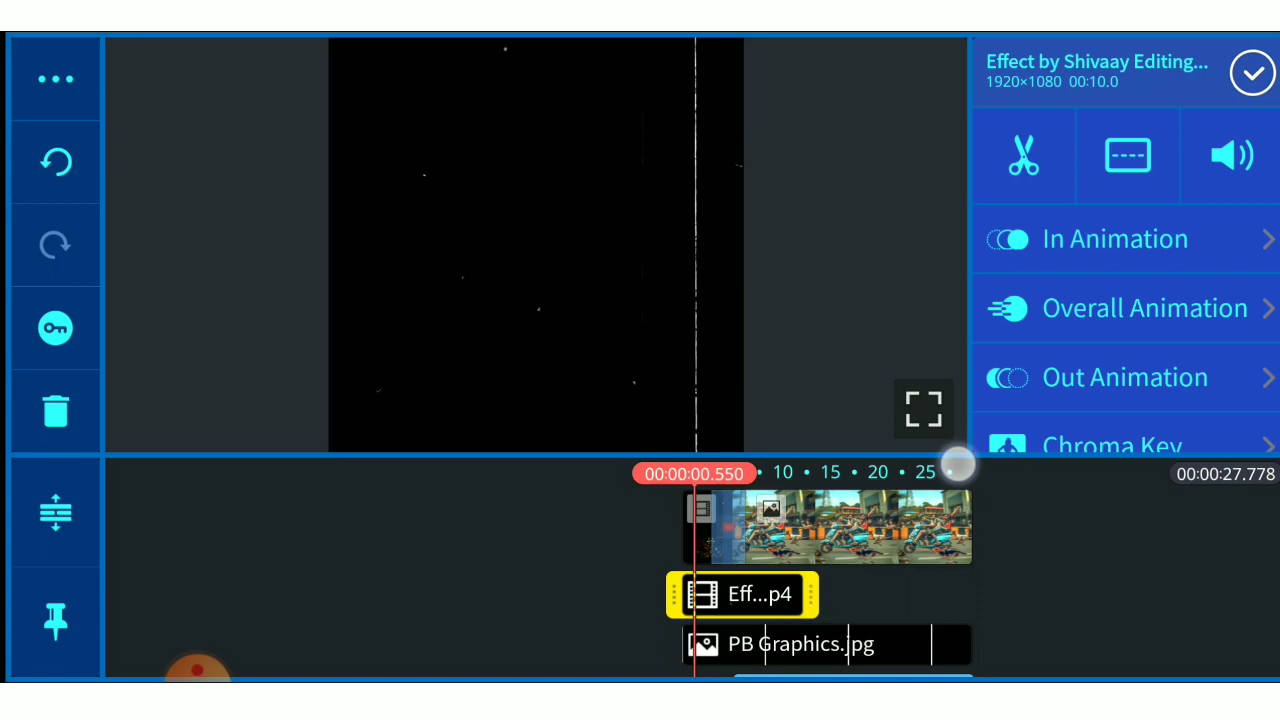 Effect by Shivaay Editing...
1920×1080 00:10.0
In Animation
Overall Animation
Out Animation
Chroma Key
00:00:00.550
10 • 15 • 20 • 25
00:00:27.778
Eff...p4
PB Graphics.jpg